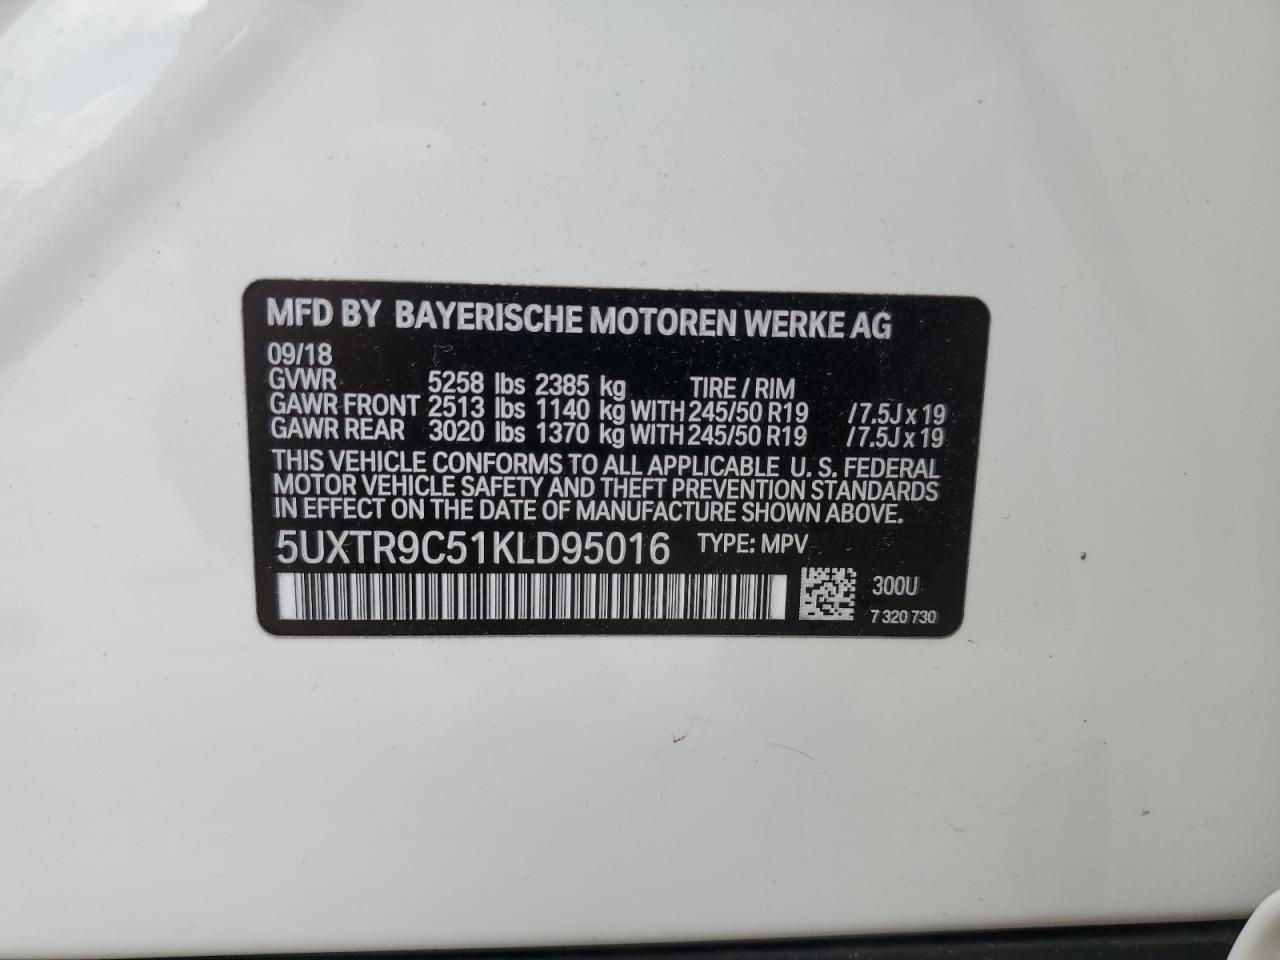 MFD BY BAYERISCHE MOTOREN WERKE AG
09/18
GVWR 5258 lbs 2385 kg TIRE / RIM
GAWR FRONT 2513 lbs 1140 kg WITH 245/50 R19 / 7.5J x 19
GAWR REAR 3020 lbs 1370 kg WITH 245/50 R19 / 7.5J x 19
THIS VEHICLE CONFORMS TO ALL APPLICABLE U. S. FEDERAL
MOTOR VEHICLE SAFETY AND THEFT PREVENTION STANDARDS
IN EFFECT ON THE DATE OF MANUFACTURE SHOWN ABOVE.
5UXTR9C51KLD95016 TYPE: MPV
300U
7 320 730